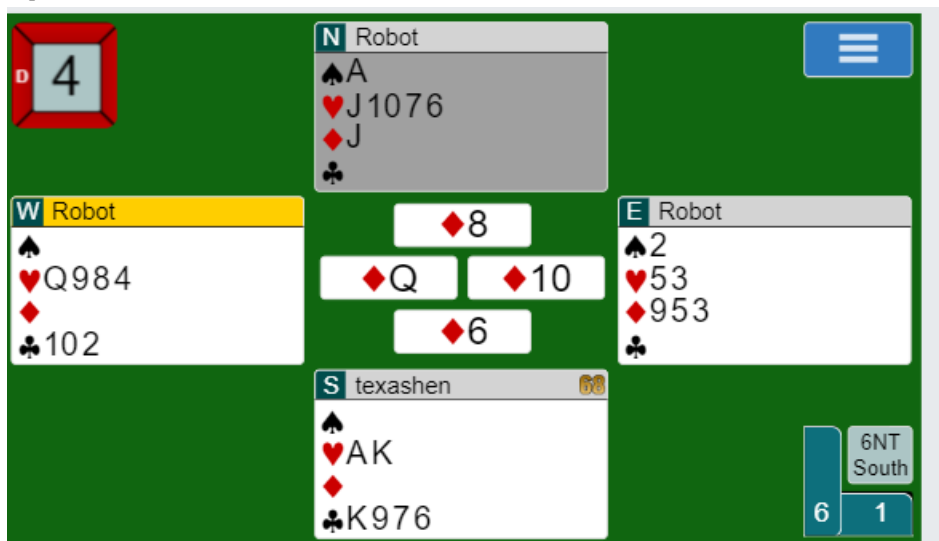 N Robot
D 4
♠A
♥J1076
♦J
♣
W Robot
♠
♥Q984
♦
♣102
♦8
♦Q
♦10
♦6
E Robot
♠2
♥53
♦953
♣
S texashen 68
♠
♥AK
♦
♣K976
6NT
South
6 1